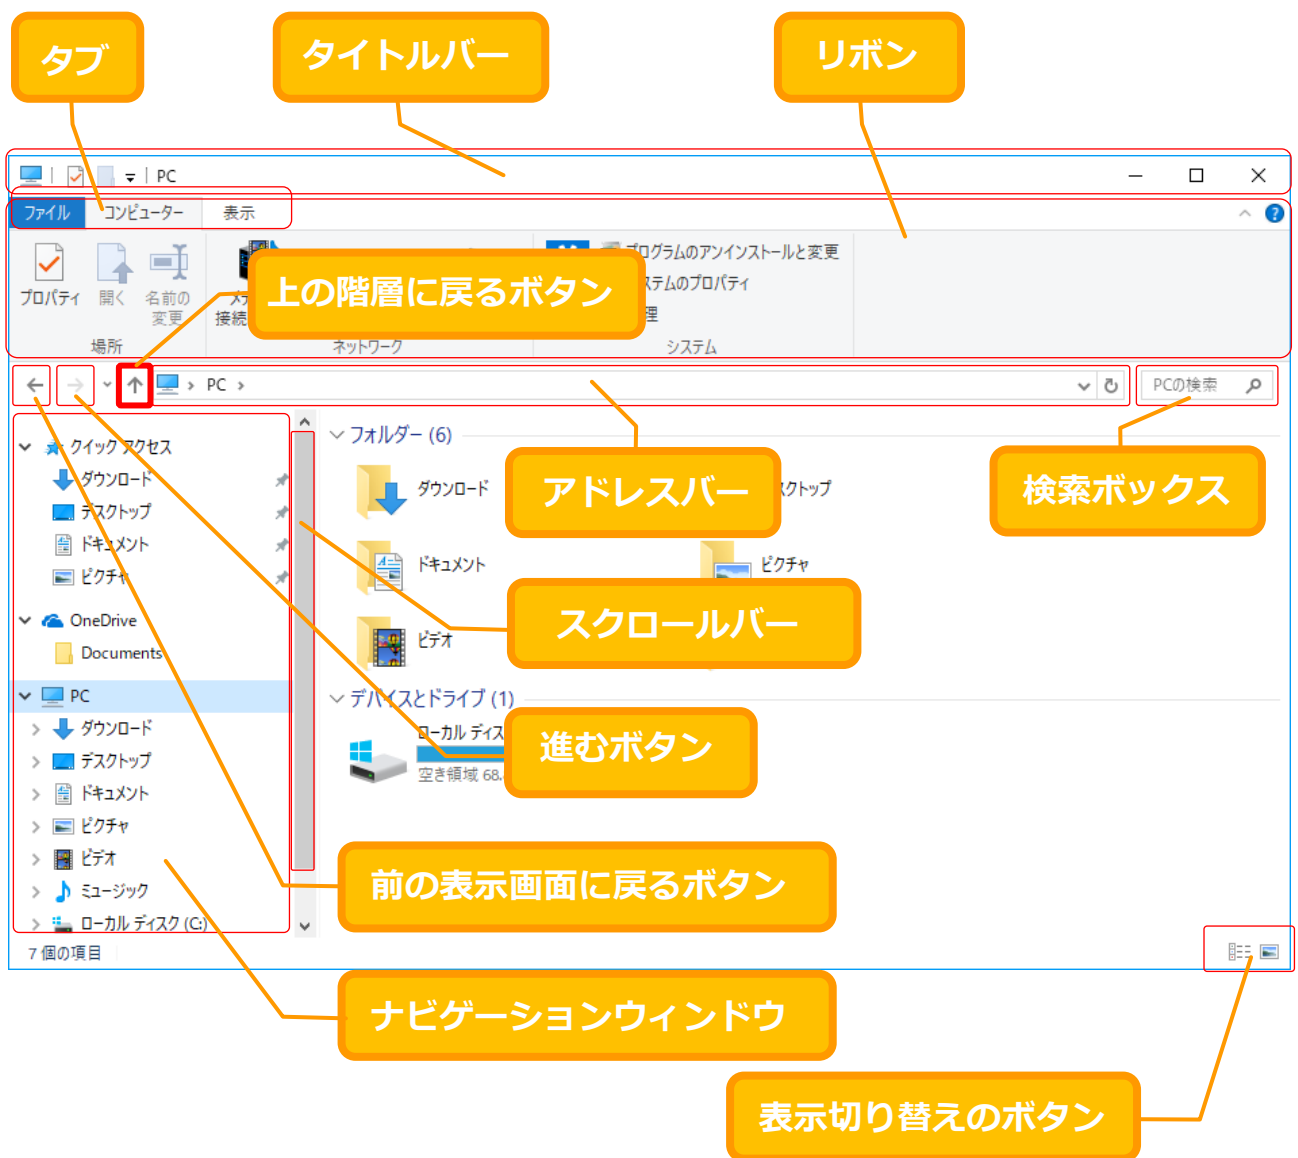 タブ
タイトルバー
リボン
PC
ファイル
コンピューター
表示
プロパティ
開く
名前の
変更
接続
プログラムのアンインストールと変更
ステムのプロパティ
理
場所
ネットワーク
システム
上の階層に戻るボタン
PC
PCの検索
クイック アクセス
ダウンロード
デスクトップ
ドキュメント
ピクチャ
OneDrive
Documents
PC
ダウンロード
デスクトップ
ドキュメント
ピクチャ
ビデオ
ミュージック
ローカル ディスク (C:)
フォルダー (6)
ダウンロード
クトップ
ドキュメント
ピクチャ
ビデオ
デバイスとドライブ (1)
ローカル ディス
空き領域 68.
アドレスバー
検索ボックス
スクロールバー
進むボタン
前の表示画面に戻るボタン
7 個の項目
ナビゲーションウィンドウ
表示切り替えのボタン